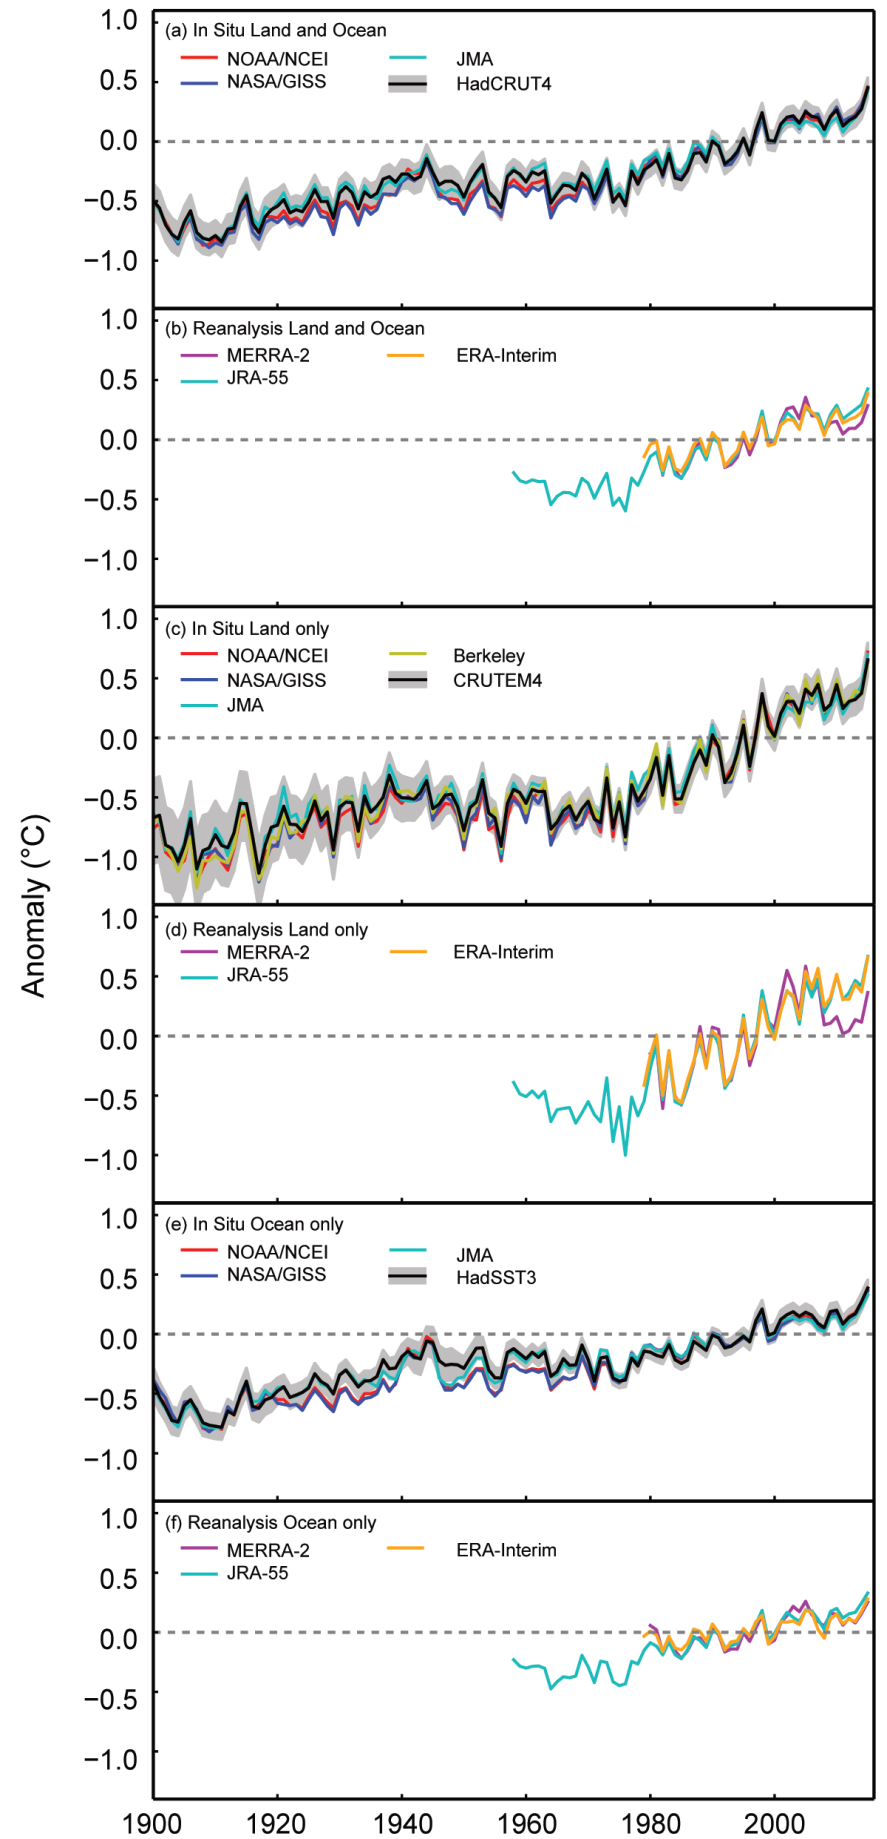 Anomaly (°C)
1.0
(a) In Situ Land and Ocean
NOAA/NCEI
JMA
NASA/GISS
HadCRUT4
0.5
0.0
−0.5
−1.0
1.0
(b) Reanalysis Land and Ocean
MERRA-2
ERA-Interim
JRA-55
0.5
0.0
−0.5
−1.0
1.0
(c) In Situ Land only
NOAA/NCEI
Berkeley
NASA/GISS
CRUTEM4
JMA
0.5
0.0
−0.5
−1.0
1.0
(d) Reanalysis Land only
MERRA-2
ERA-Interim
JRA-55
0.5
0.0
−0.5
−1.0
1.0
(e) In Situ Ocean only
NOAA/NCEI
JMA
NASA/GISS
HadSST3
0.5
0.0
−0.5
−1.0
1.0
(f) Reanalysis Ocean only
MERRA-2
ERA-Interim
JRA-55
0.5
0.0
−0.5
−1.0
1900 1920 1940 1960 1980 2000